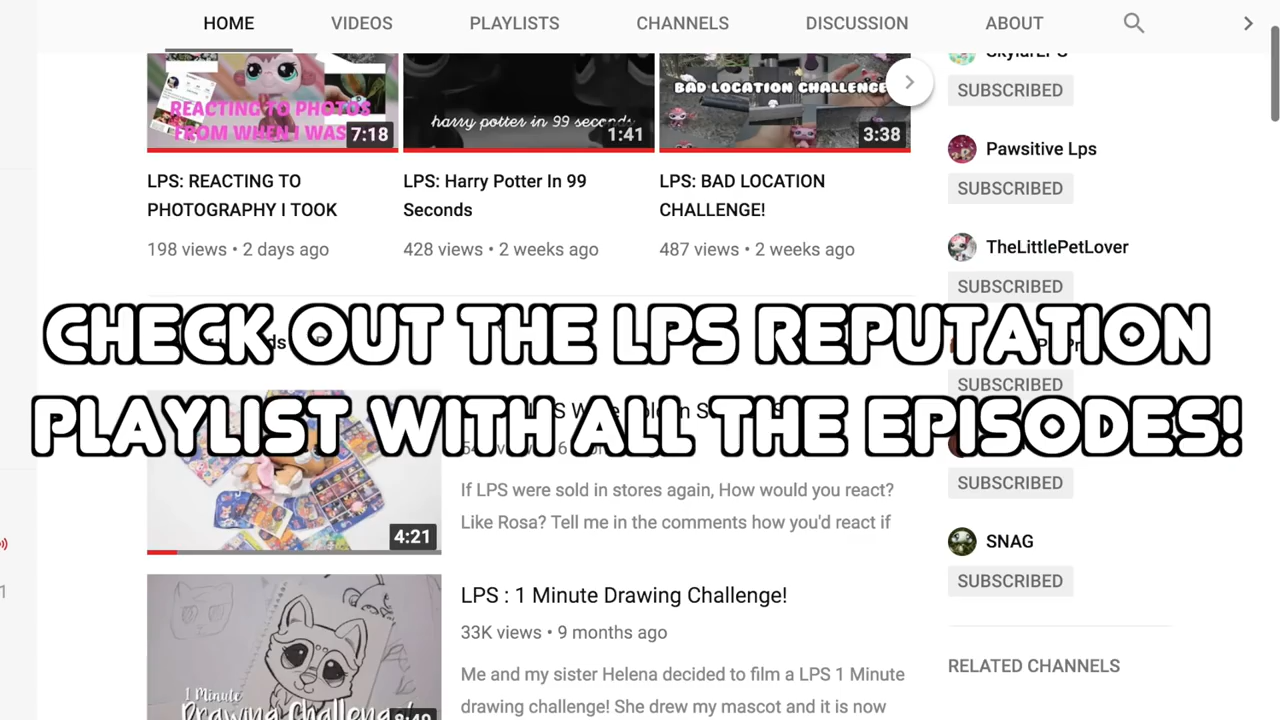 HOME VIDEOS PLAYLISTS CHANNELS DISCUSSION ABOUT
REACTING TO PHOTOS
FROM WHEN I WAS
7:18
harry potter in 99 seconds
1:41
BAD LOCATION CHALLENGE
3:38
LPS: REACTING TO
PHOTOGRAPHY I TOOK
198 views • 2 days ago
LPS: Harry Potter In 99
Seconds
428 views • 2 weeks ago
LPS: BAD LOCATION
CHALLENGE!
487 views • 2 weeks ago
SkylarLPS
SUBSCRIBED
Pawsitive Lps
SUBSCRIBED
TheLittlePetLover
SUBSCRIBED
SUBSCRIBED
SUBSCRIBED
SNAG
SUBSCRIBED
RELATED CHANNELS
CHECK OUT THE LPS REPUTATION
PLAYLIST WITH ALL THE EPISODES!
4:21
If LPS were sold in stores again, How would you react?
Like Rosa? Tell me in the comments how you'd react if
1 Minute
Drawing Challenge!
8:49
LPS : 1 Minute Drawing Challenge!
33K views • 9 months ago
Me and my sister Helena decided to film a LPS 1 Minute
drawing challenge! She drew my mascot and it is now